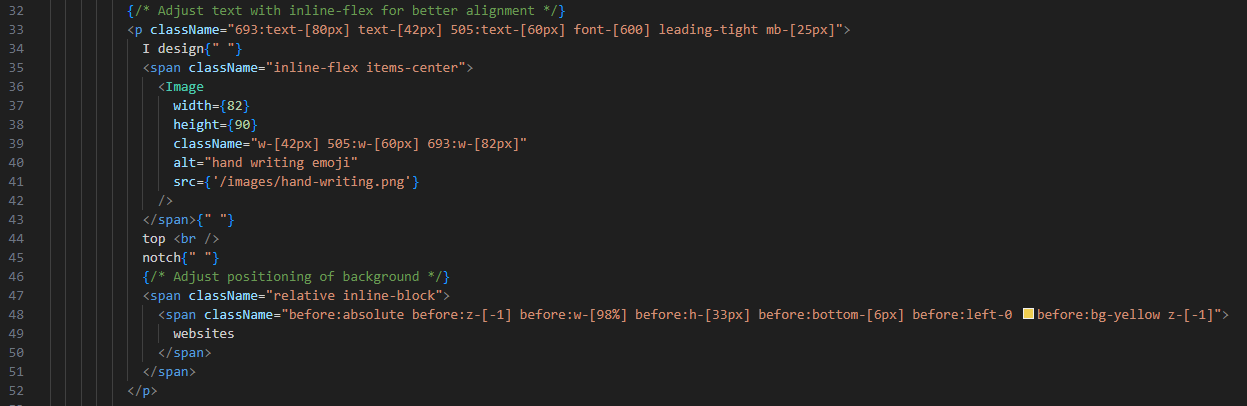 32 {/* Adjust text with inline-flex for better alignment */}
33 <p className="693:text-[80px] text-[42px] 505:text-[60px] font-[600] leading-tight mb-[25px]">
34 I design{" "}
35 <span className="inline-flex items-center">
36 <Image
37 width={82}
38 height={90}
39 className="w-[42px] 505:w-[60px] 693:w-[82px]"
40 alt="hand writing emoji"
41 src={'/images/hand-writing.png'}
42 />
43 </span>{" "}
44 top <br />
45 notch{" "}
46 {/* Adjust positioning of background */}
47 <span className="relative inline-block">
48 <span className="before:absolute before:z-[-1] before:w-[98%] before:h-[33px] before:bottom-[6px] before:left-0 before:bg-yellow z-[-1]">
49 websites
50 </span>
51 </span>
52 </p>